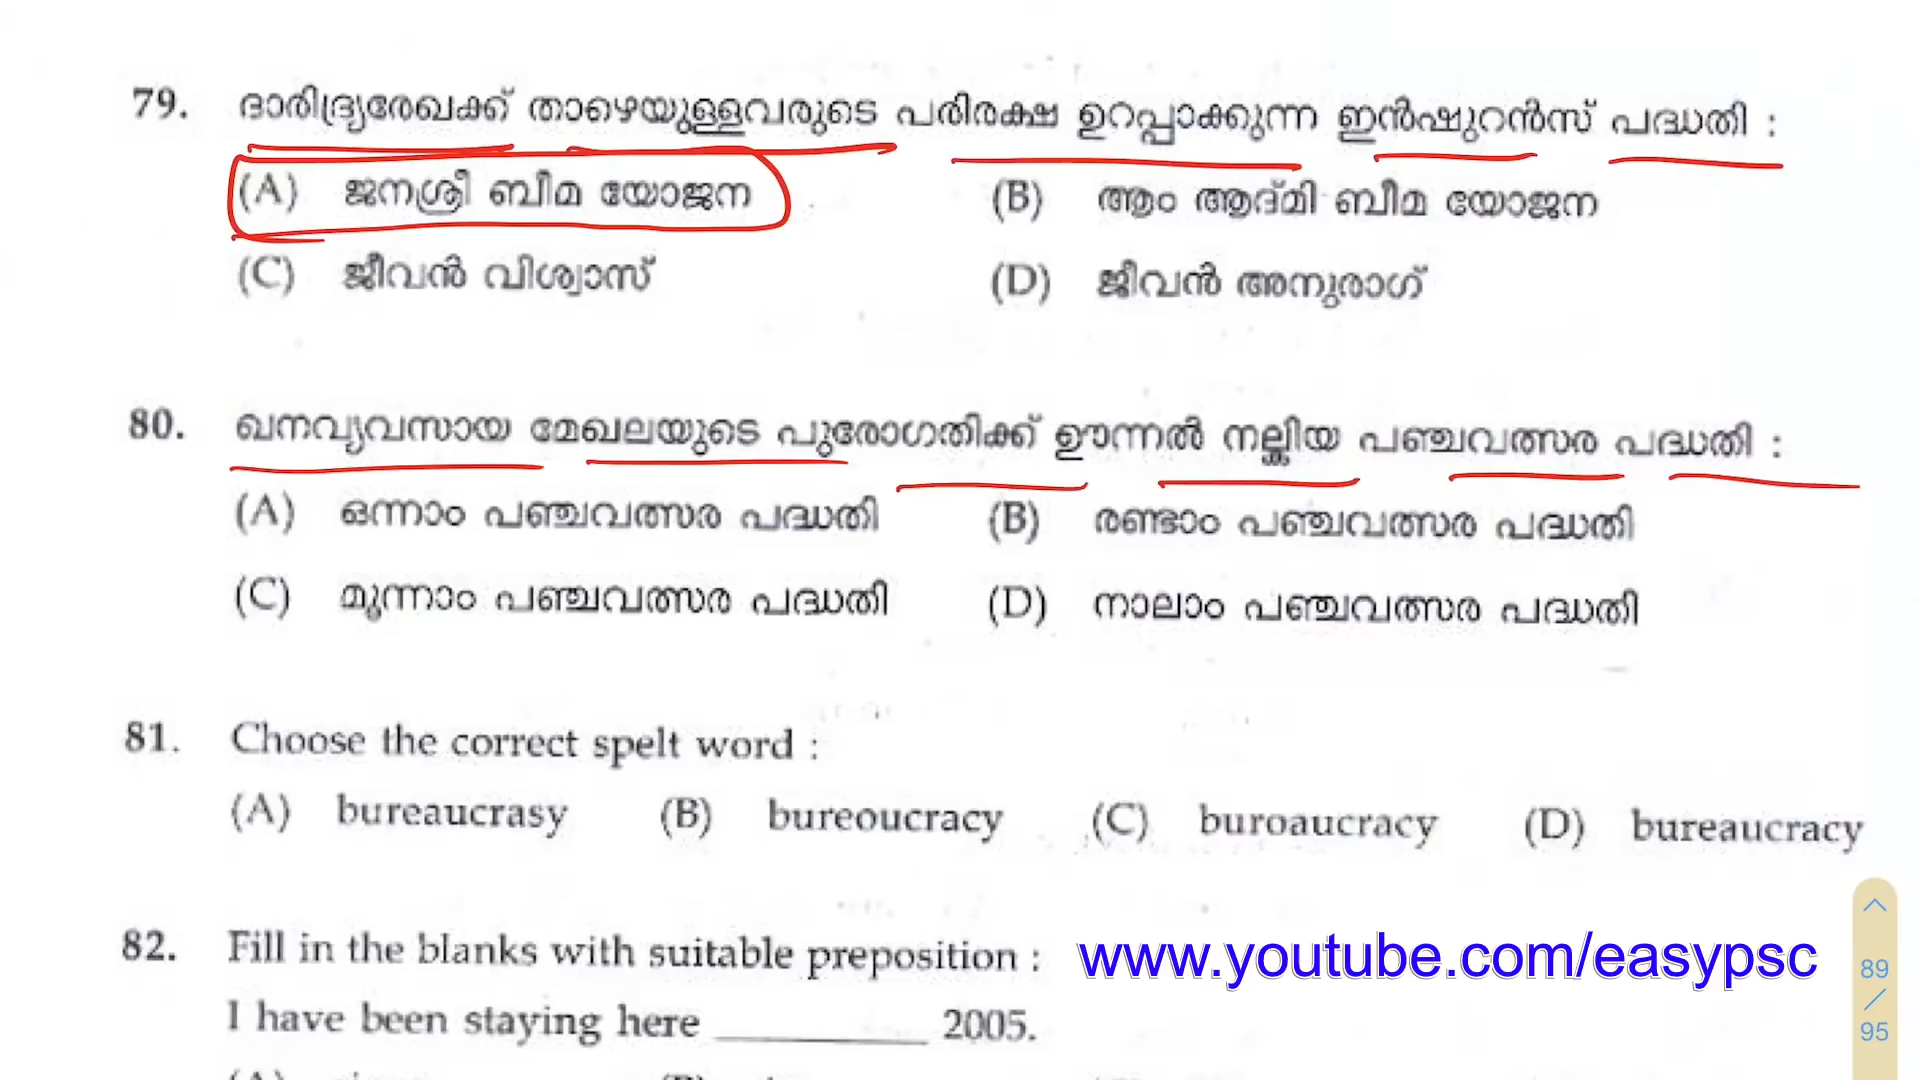 79. ദാരിദ്ര്യരേഖക്ക് താഴെയുള്ളവരുടെ പരിരക്ഷ ഉറപ്പാക്കുന്ന ഇൻഷുറൻസ് പദ്ധതി :
(A) ജനശ്രീ ബീമ യോജന (B) ആം ആദ്മി ബീമ യോജന
(C) ജീവൻ വിശ്വാസ് (D) ജീവൻ അനുരാഗ്
80. ഖനവ്യവസായ മേഖലയുടെ പുരോഗതിക്ക് ഊന്നൽ നല്കിയ പഞ്ചവത്സര പദ്ധതി :
(A) ഒന്നാം പഞ്ചവത്സര പദ്ധതി (B) രണ്ടാം പഞ്ചവത്സര പദ്ധതി
(C) മൂന്നാം പഞ്ചവത്സര പദ്ധതി (D) നാലാം പഞ്ചവത്സര പദ്ധതി
81. Choose the correct spelt word :
(A) bureaucrasy (B) bureoucracy (C) buroaucracy (D) bureaucracy
82. Fill in the blanks with suitable preposition :
www.youtube.com/easypsc
I have been staying here __________ 2005.
89
/
95